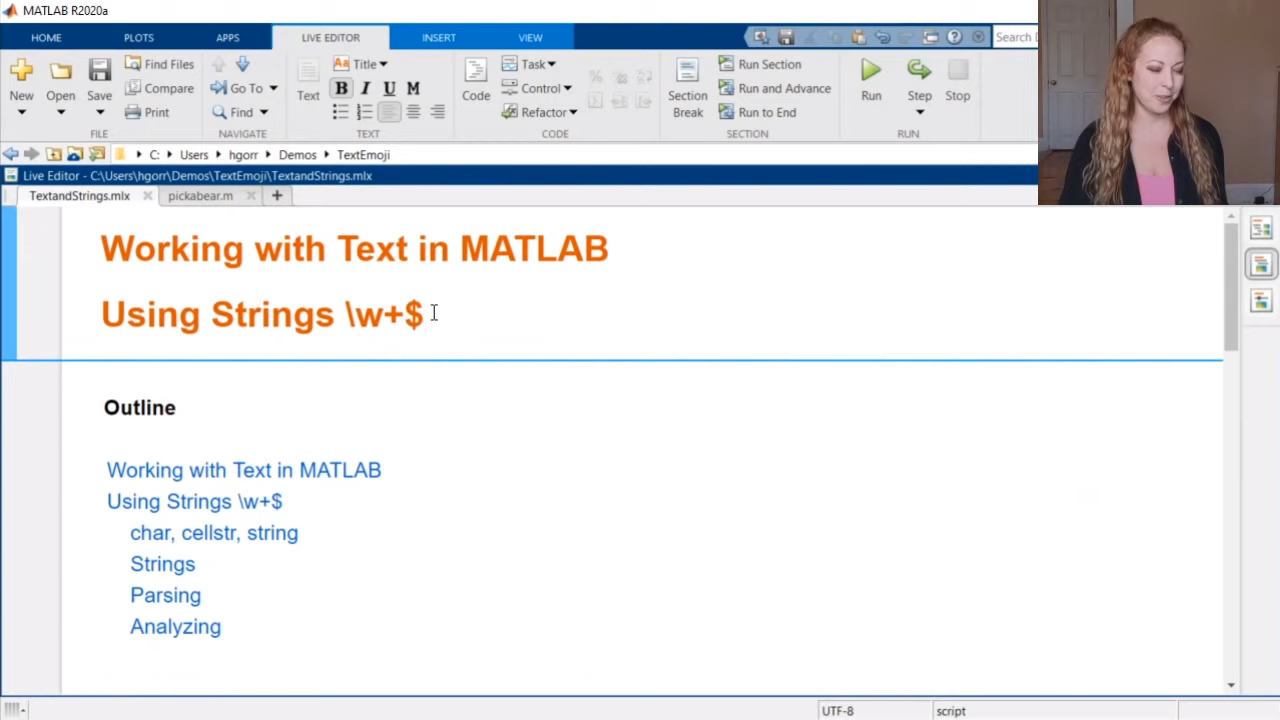 MATLAB R2020a
HOME PLOTS APPS LIVE EDITOR INSERT VIEW Search D
New Open Save Find Files Compare Print
FILE
Go To Find
NAVIGATE
Text Aa Title B I U M
TEXT
Code Task Control Refactor
CODE
Section Break Run Section Run and Advance Run to End
SECTION
Run Step Stop
RUN
C: Users hgorr Demos TextEmoji
Live Editor - C:\Users\hgorr\Demos\TextEmoji\TextandStrings.mlx
TextandStrings.mlx pickabear.m
Working with Text in MATLAB
Using Strings \w+$
Outline
Working with Text in MATLAB
Using Strings \w+$
char, cellstr, string
Strings
Parsing
Analyzing
UTF-8 script